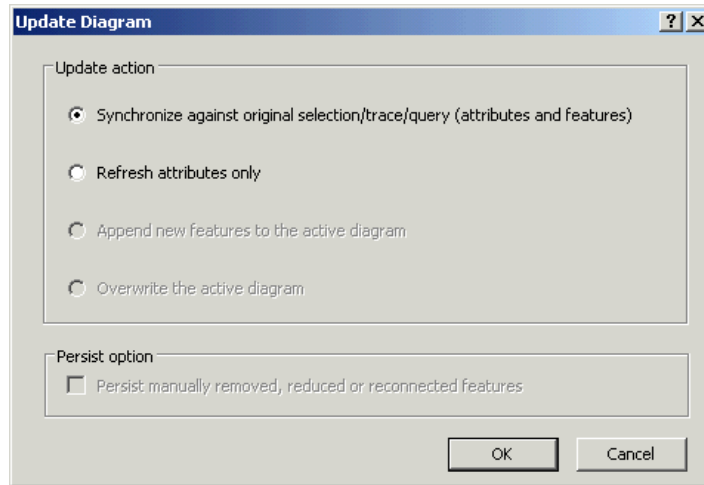 Update Diagram
Update action
Synchronize against original selection/trace/query (attributes and features)
Refresh attributes only
Append new features to the active diagram
Overwrite the active diagram
Persist option
Persist manually removed, reduced or reconnected features
OK Cancel